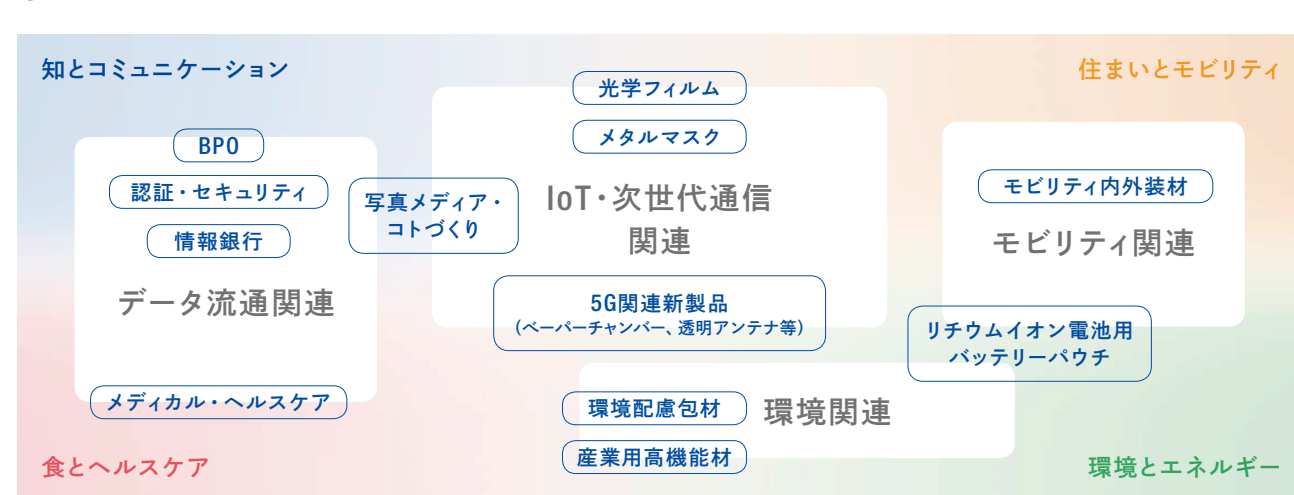 知とコミュニケーション
住まいとモビリティ
光学フィルム
メタルマスク
BPO
認証・セキュリティ
情報銀行
データ流通関連
写真メディア・
コトづくり
IoT・次世代通信
関連
モビリティ内外装材
モビリティ関連
5G関連新製品
(ベーパーチャンバー、透明アンテナ等)
リチウムイオン電池用
バッテリーパウチ
メディカル・ヘルスケア
環境配慮包材
環境関連
産業用高機能材
食とヘルスケア
環境とエネルギー